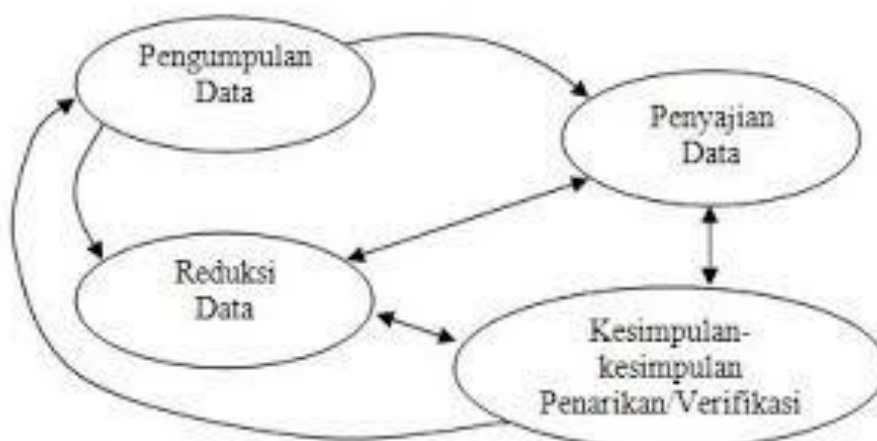 Pengumpulan
Data
Penyajian
Data
Reduksi
Data
Kesimpulan-
kesimpulan
Penarikan/Verifikasi